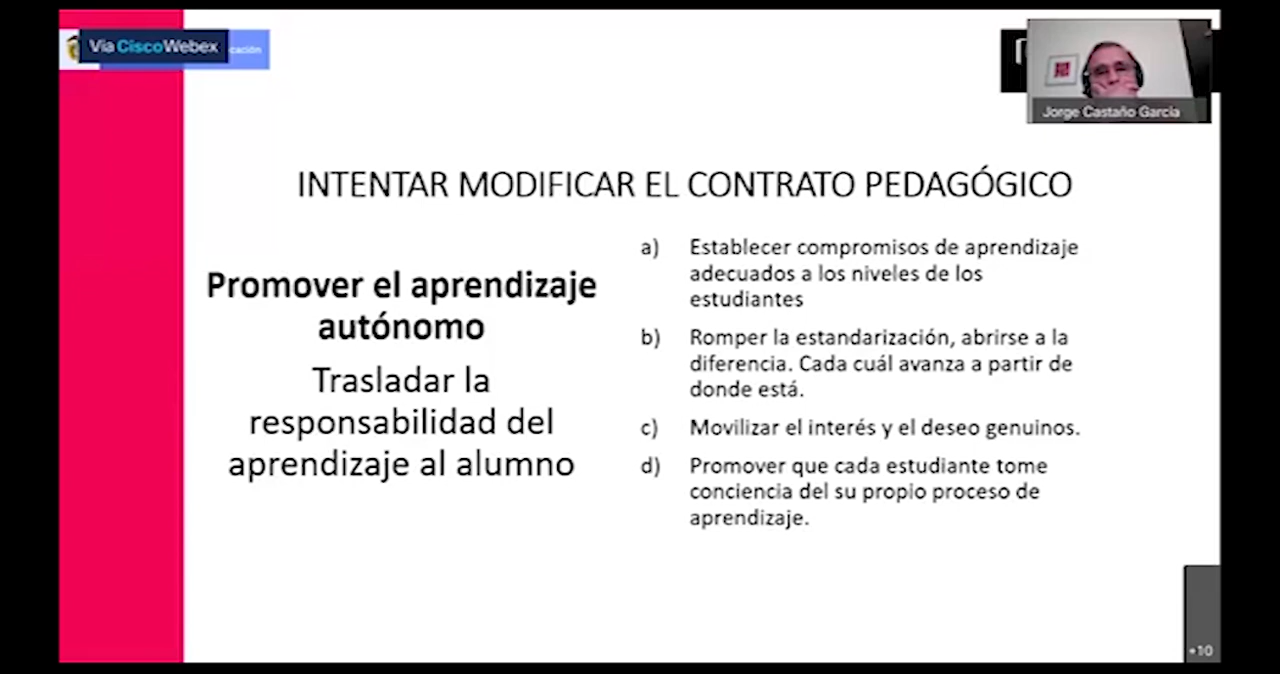 Vía CiscoWebex
cación
Jorge Castaño García
INTENTAR MODIFICAR EL CONTRATO PEDAGÓGICO
Promover el aprendizaje
autónomo
Trasladar la
responsabilidad del
aprendizaje al alumno
a) Establecer compromisos de aprendizaje
adecuados a los niveles de los
estudiantes
b) Romper la estandarización, abrirse a la
diferencia. Cada cuál avanza a partir de
donde está.
c) Movilizar el interés y el deseo genuinos.
d) Promover que cada estudiante tome
conciencia del su propio proceso de
aprendizaje.
+10